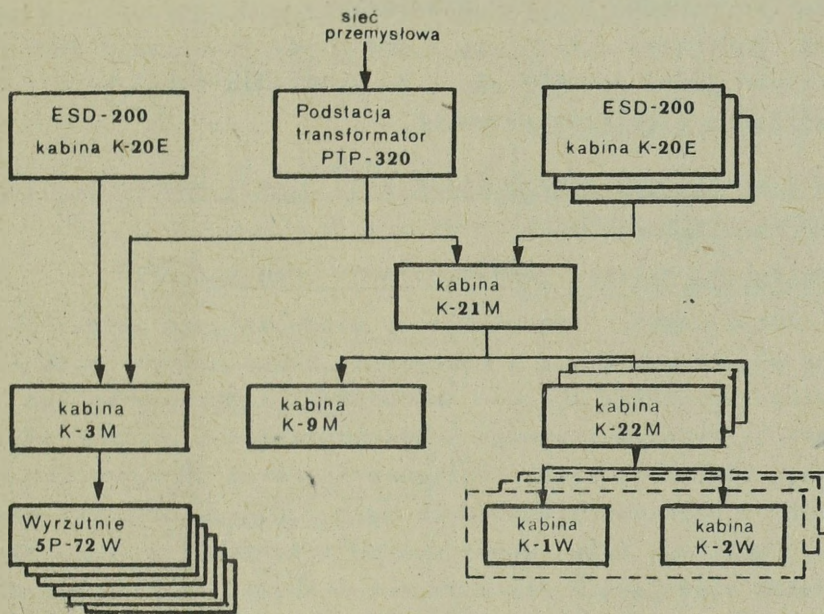 sieć
przemysłowa
ESD-200
kabina K-20E
Podstacja
transformator
PTP-320
ESD-200
kabina K-20E
kabina
K-21M
kabina
K-3M
kabina
K-9M
kabina
K-22M
Wyrzutnie
5P-72W
kabina
K-1W
kabina
K-2W